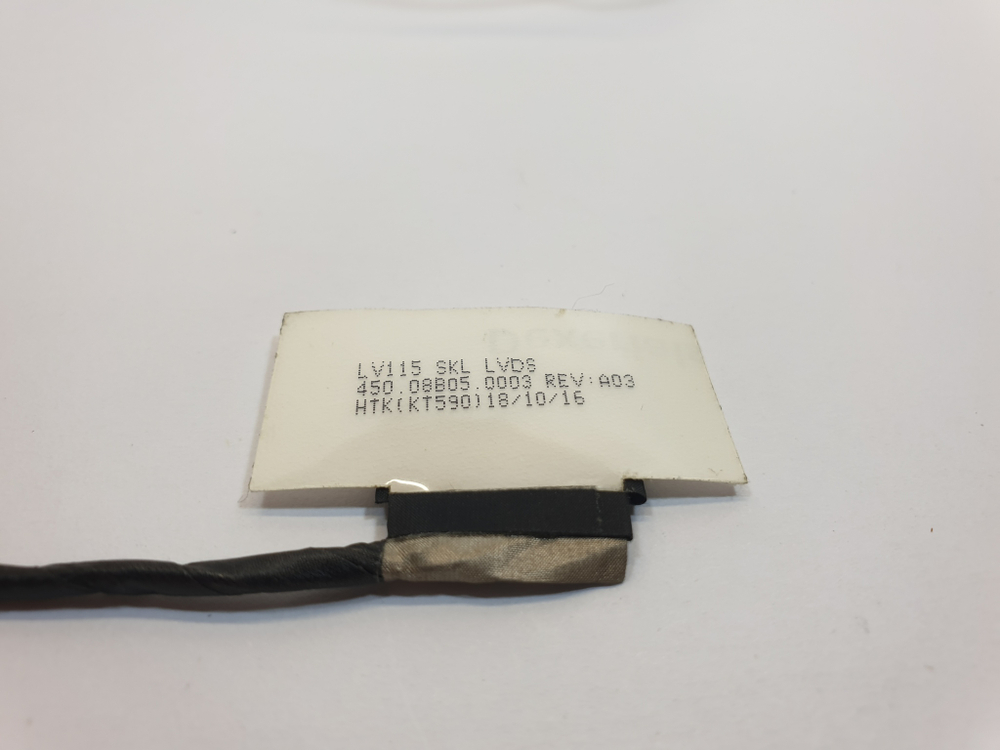 LV115 SKL LVDS
450.08B05.0003 REV:A03
HTK(KT590)18/10/16